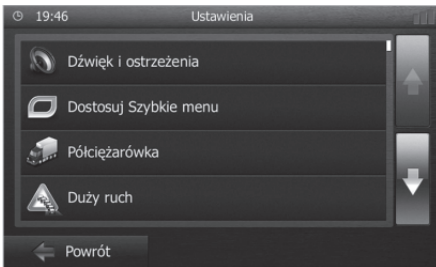 19:46 Ustawienia
Dźwięk i ostrzeżenia
Dostosuj Szybkie menu
Półciężarówka
Duży ruch
Powrót